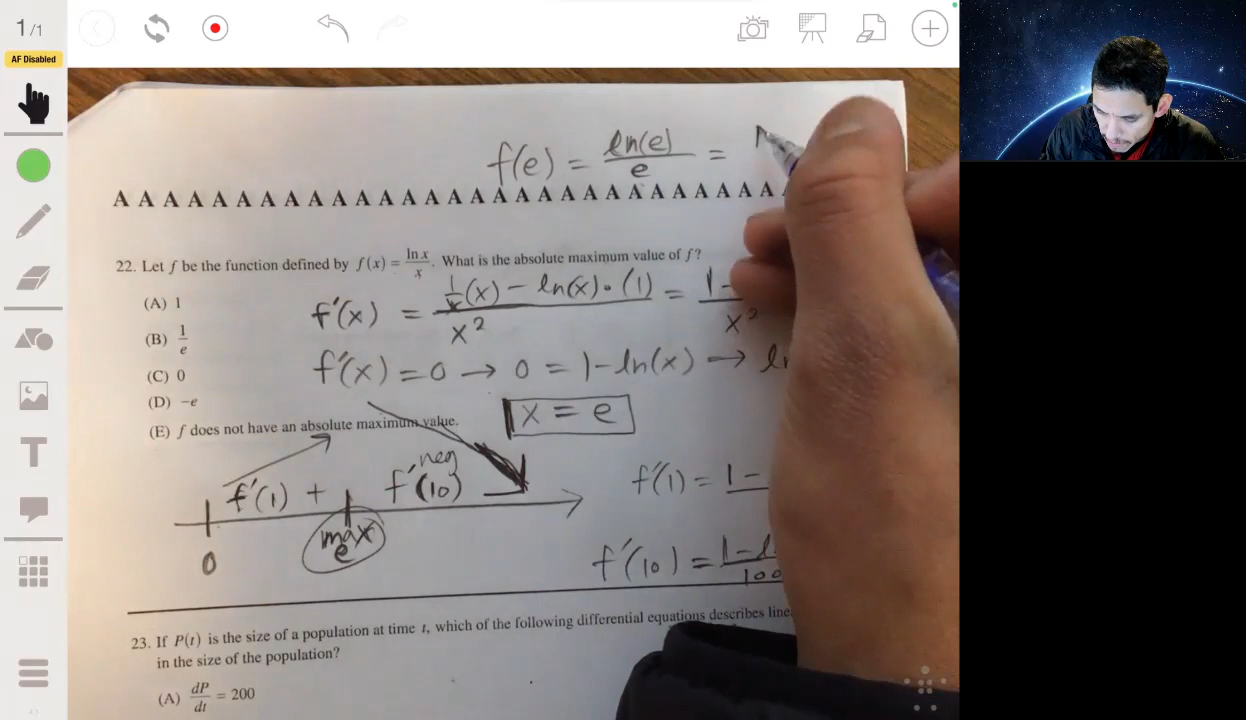 1/1
AF Disabled
f(e) = ln(e)/e =
A A A A A A A A A A A A A A A A A A A A A A A A A A A A
22. Let f be the function defined by f(x) = ln x/x. What is the absolute maximum value of f?
(A) 1
f'(x) = (1/x(x) − ln(x)·(1))/x² = 1-/x²
(B) 1/e
(C) 0
f'(x) = 0 → 0 = 1-ln(x) →
(D) −e
x = e
(E) f does not have an absolute maximum value.
neg
f'(1) + f'(10)
f'(1) = 1-
max
0 e
f'(10) = 1-/100
23. If P(t) is the size of a population at time t, which of the following differential equations describes
in the size of the population?
(A) dP/dt = 200
T